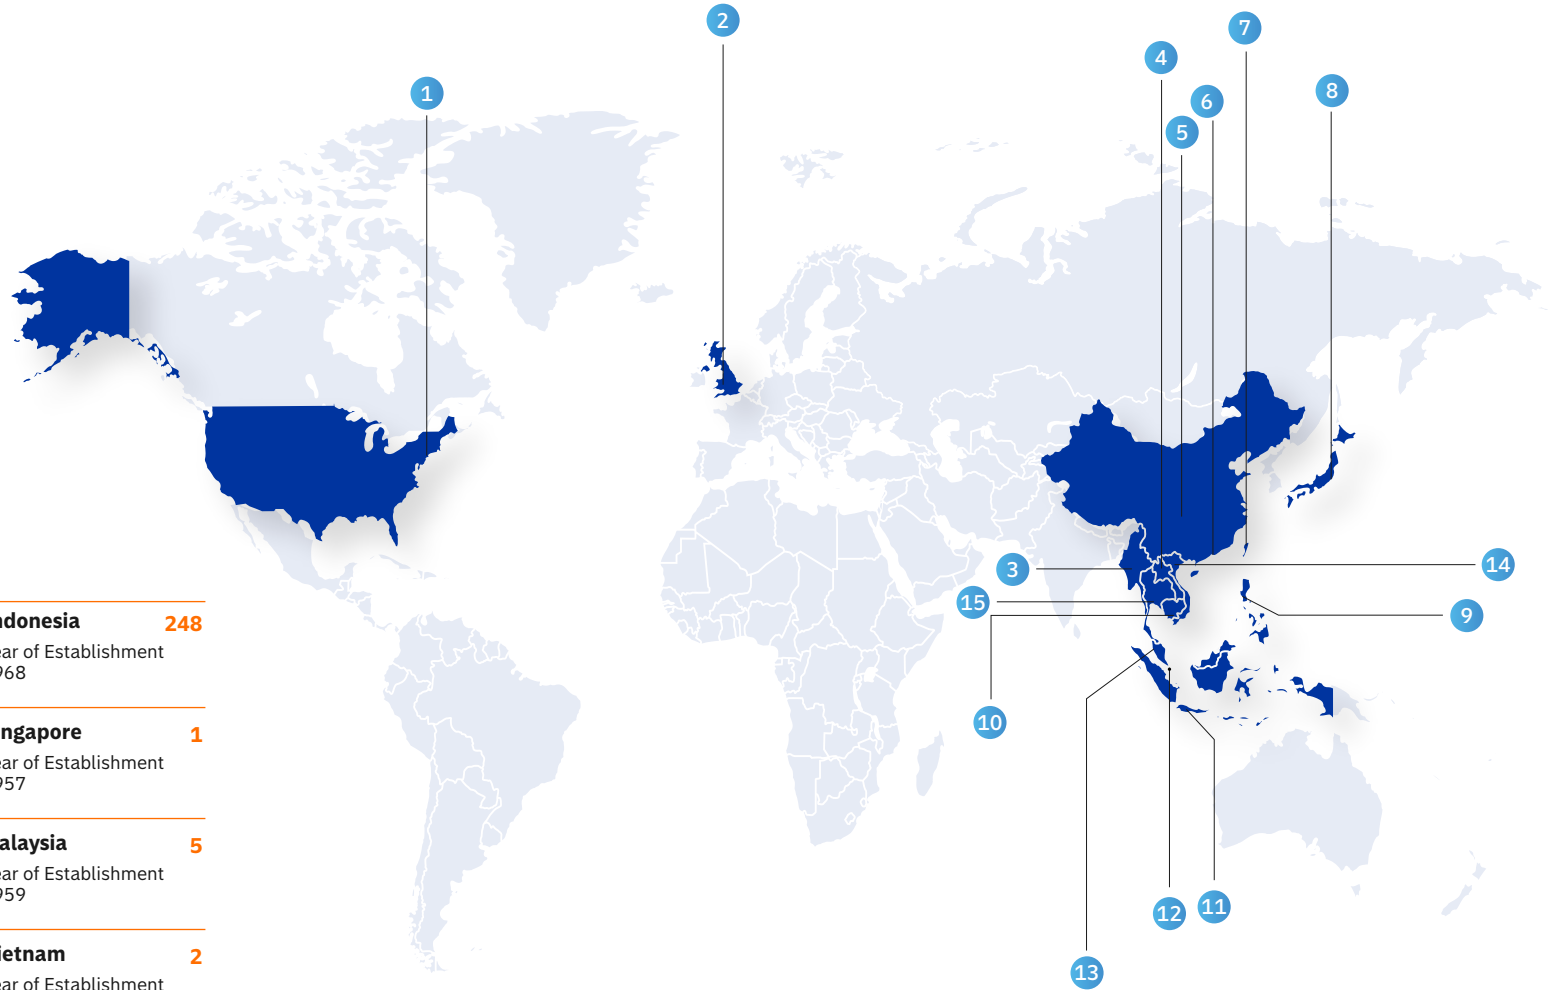 2
7
4
8
1
6
5
3
14
15
9
10
12
11
13
ndonesia 248
ear of Establishment
968
ngapore 1
ear of Establishment
957
alaysia 5
ear of Establishment
959
ietnam 2
ear of Establishment